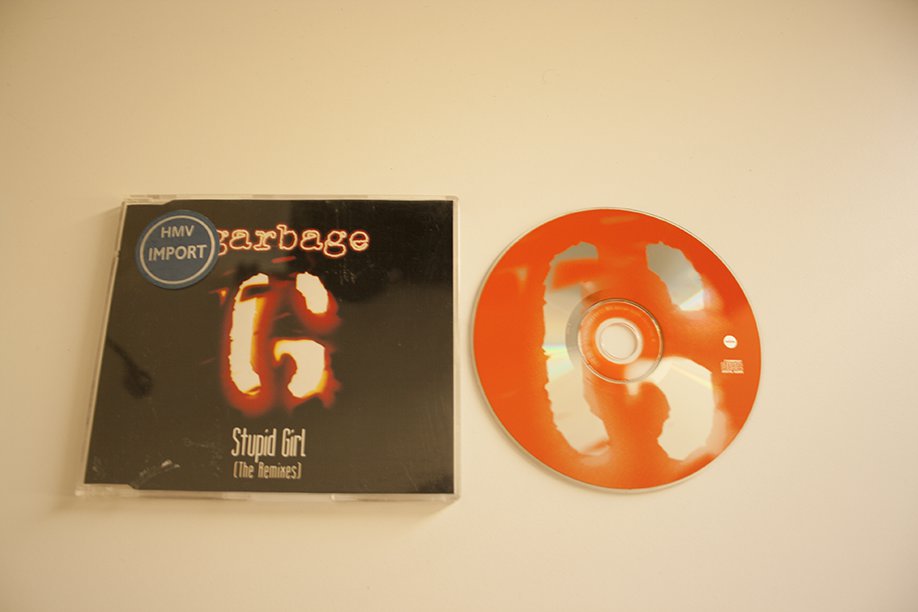 HMV
IMPORT
garbage
G
Stupid Girl
(The Remixes)
G